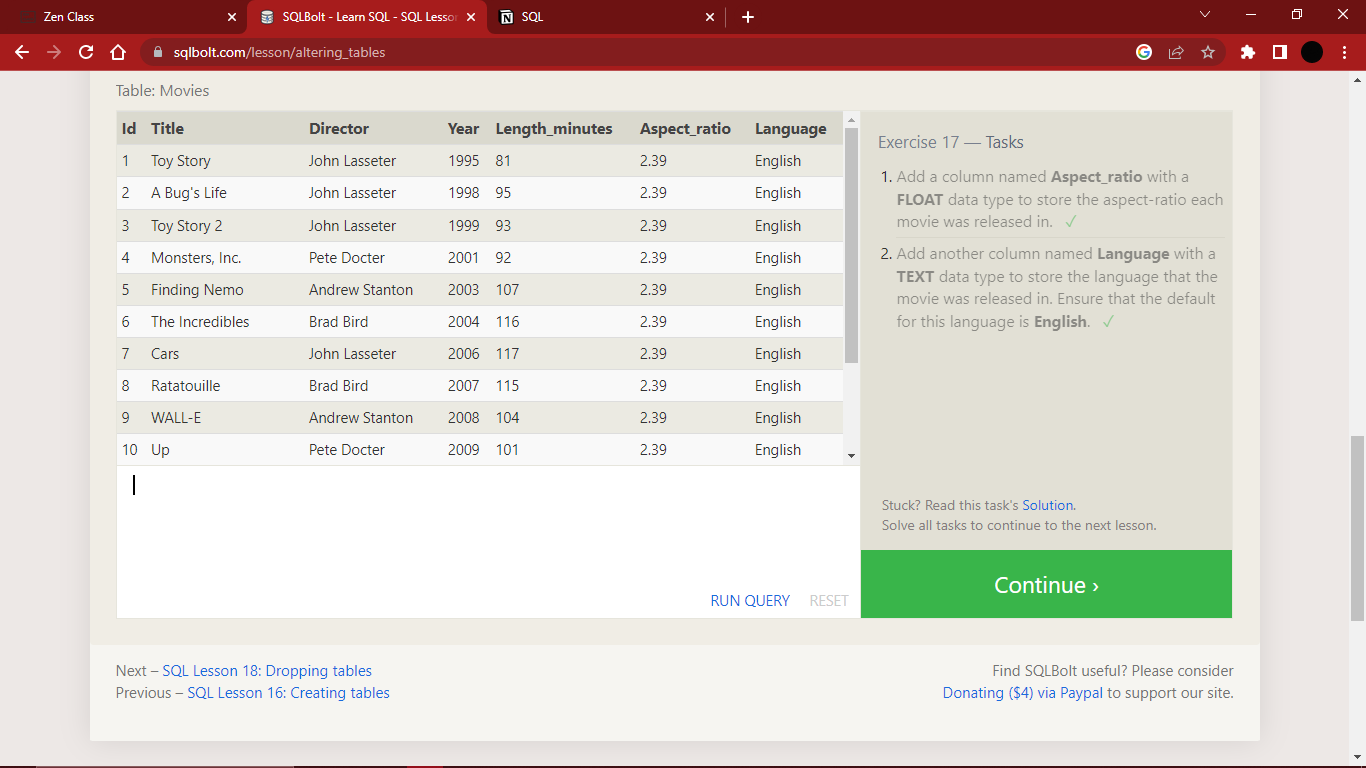 Zen Class
SQLBolt - Learn SQL - SQL Lesson
SQL
sqlbolt.com/lesson/altering_tables
Table: Movies
Id Title Director Year Length_minutes Aspect_ratio Language
1 Toy Story John Lasseter 1995 81 2.39 English
2 A Bug's Life John Lasseter 1998 95 2.39 English
3 Toy Story 2 John Lasseter 1999 93 2.39 English
4 Monsters, Inc. Pete Docter 2001 92 2.39 English
5 Finding Nemo Andrew Stanton 2003 107 2.39 English
6 The Incredibles Brad Bird 2004 116 2.39 English
7 Cars John Lasseter 2006 117 2.39 English
8 Ratatouille Brad Bird 2007 115 2.39 English
9 WALL-E Andrew Stanton 2008 104 2.39 English
10 Up Pete Docter 2009 101 2.39 English
RUN QUERY RESET
Exercise 17 — Tasks
1. Add a column named Aspect_ratio with a
FLOAT data type to store the aspect-ratio each
movie was released in. ✓
2. Add another column named Language with a
TEXT data type to store the language that the
movie was released in. Ensure that the default
for this language is English. ✓
Stuck? Read this task's Solution.
Solve all tasks to continue to the next lesson.
Continue ›
Next – SQL Lesson 18: Dropping tables
Previous – SQL Lesson 16: Creating tables
Find SQLBolt useful? Please consider
Donating ($4) via Paypal to support our site.